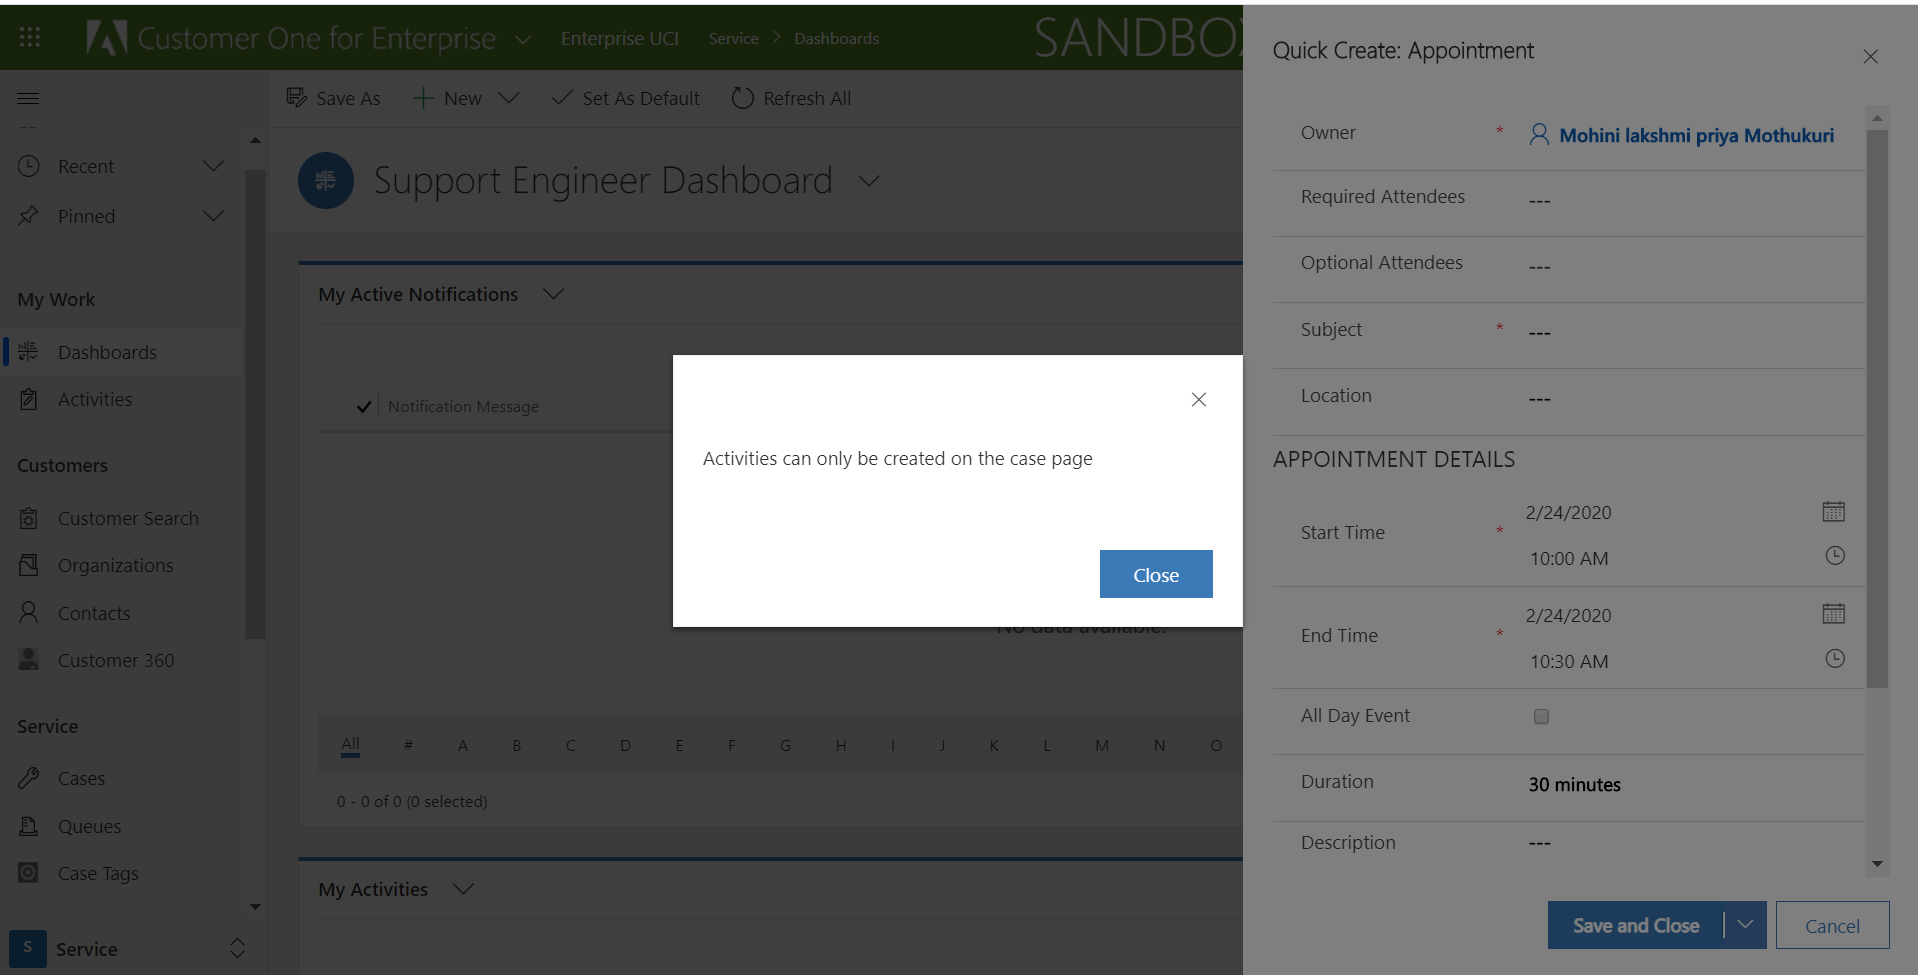 Customer One for Enterprise
Enterprise UCI
Service > Dashboards
SANDBOX
Save As
New
Set As Default
Refresh All
Recent
Pinned
My Work
Dashboards
Activities
Customers
Customer Search
Organizations
Contacts
Customer 360
Service
Cases
Queues
Case Tags
S Service
Support Engineer Dashboard
My Active Notifications
Notification Message
No data available.
All # A B C D E F G H I J K L M N O
0 - 0 of 0 (0 selected)
My Activities
Activities can only be created on the case page
Close
Quick Create: Appointment
Owner * Mohini lakshmi priya Mothukuri
Required Attendees ---
Optional Attendees ---
Subject * ---
Location ---
APPOINTMENT DETAILS
Start Time * 2/24/2020
10:00 AM
End Time * 2/24/2020
10:30 AM
All Day Event
Duration 30 minutes
Description ---
Save and Close
Cancel